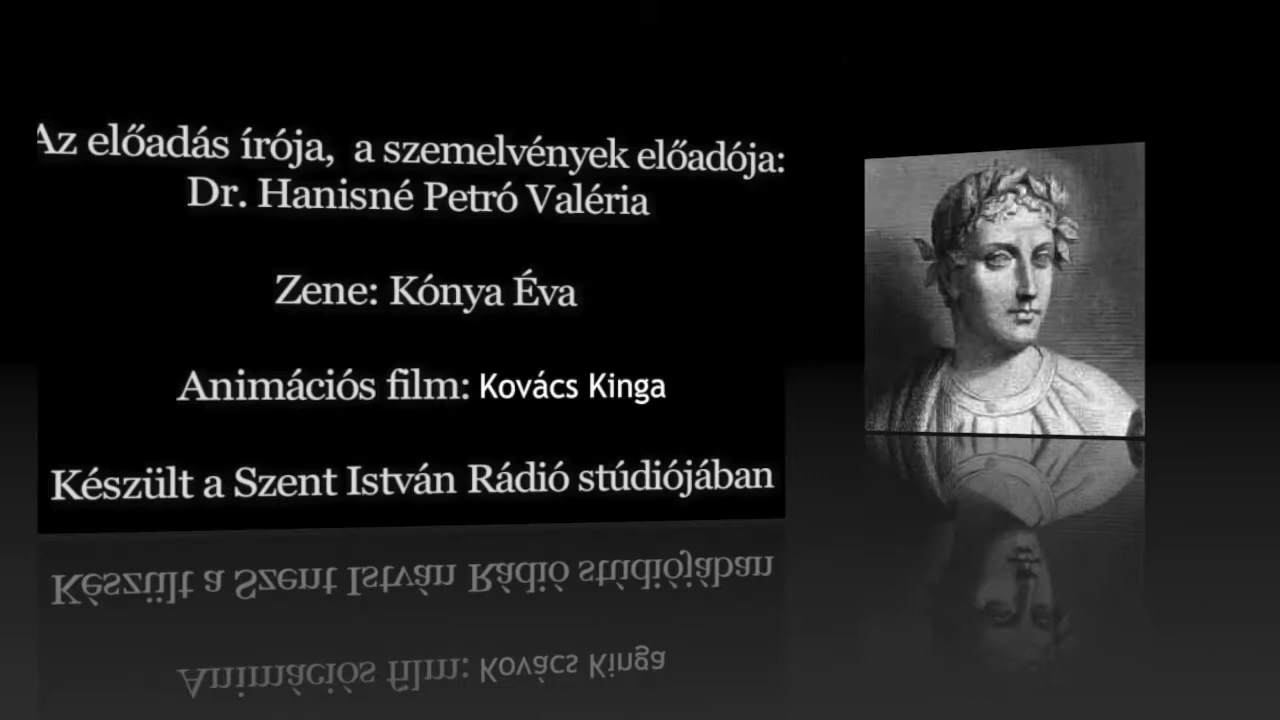 Az előadás írója, a szemelvények előadója:
Dr. Hanisné Petró Valéria
Zene: Kónya Éva
Animációs film: Kovács Kinga
Készült a Szent István Rádió stúdiójában